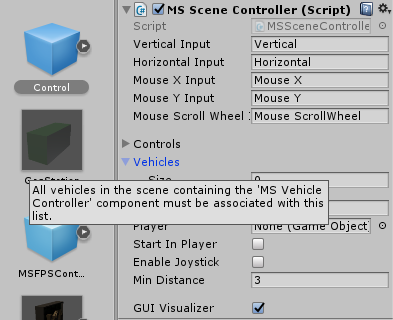 MS Scene Controller (Script)
Script MSSceneControlle
Vertical Input Vertical
Horizontal Input Horizontal
Mouse X Input Mouse X
Mouse Y Input Mouse Y
Mouse Scroll Wheel Mouse ScrollWheel
Control
Controls
Vehicles
All vehicles in the scene containing the 'MS Vehicle
Controller' component must be associated with this
list.
Player None (Game Object)
Start In Player
Enable Joystick
Min Distance 3
MSFPSCont...
GUI Visualizer